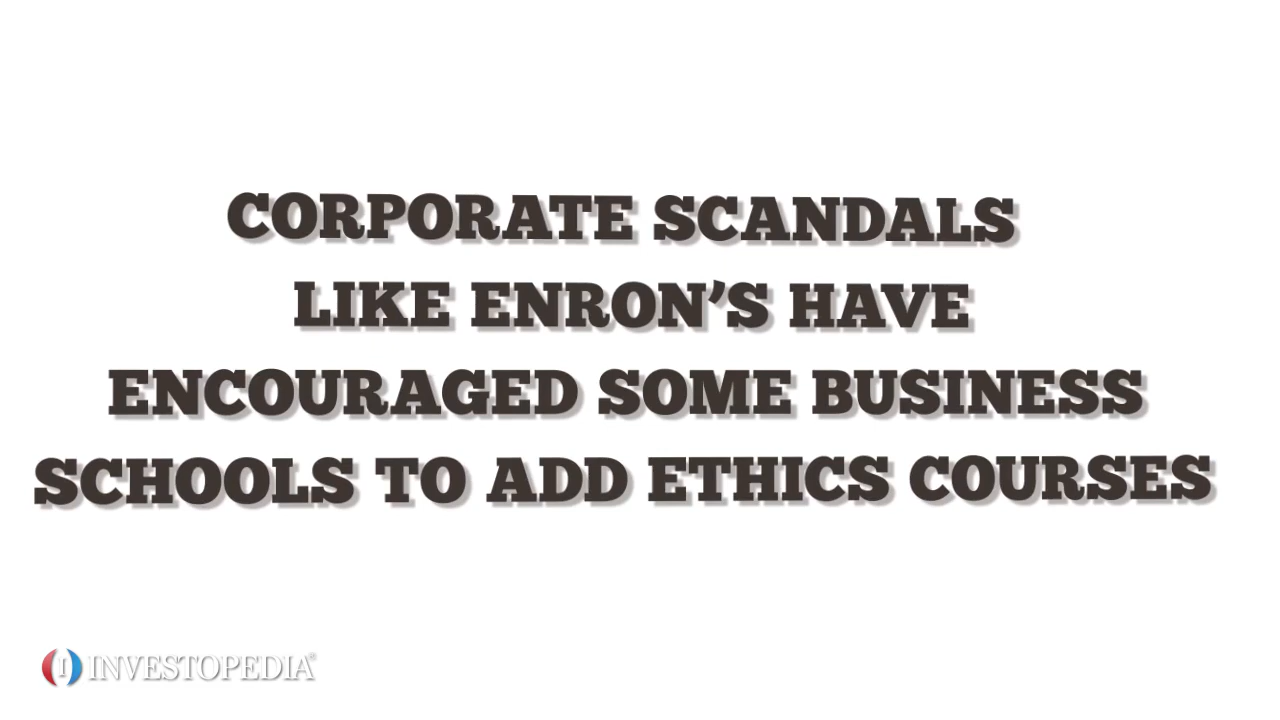 CORPORATE SCANDALS
LIKE ENRON’S HAVE
ENCOURAGED SOME BUSINESS
SCHOOLS TO ADD ETHICS COURSES
I INVESTOPEDIA®